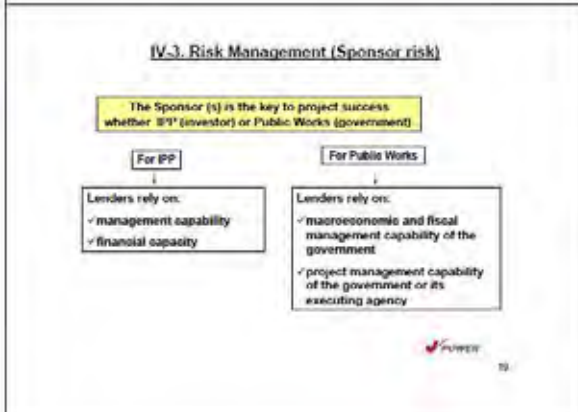 IV-3. Risk Management (Sponsor risk)
The Sponsor (s) is the key to project success
whether IPP (investor) or Public Works (government)
For IPP
For Public Works
Lenders rely on:
✓management capability
✓financial capacity
Lenders rely on:
✓macroeconomic and fiscal
management capability of the
government
✓project management capability
of the government or its
executing agency
POWER